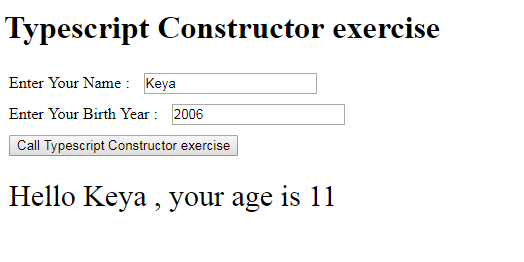 Typescript Constructor exercise
Enter Your Name : Keya
Enter Your Birth Year : 2006
Call Typescript Constructor exercise
Hello Keya , your age is 11